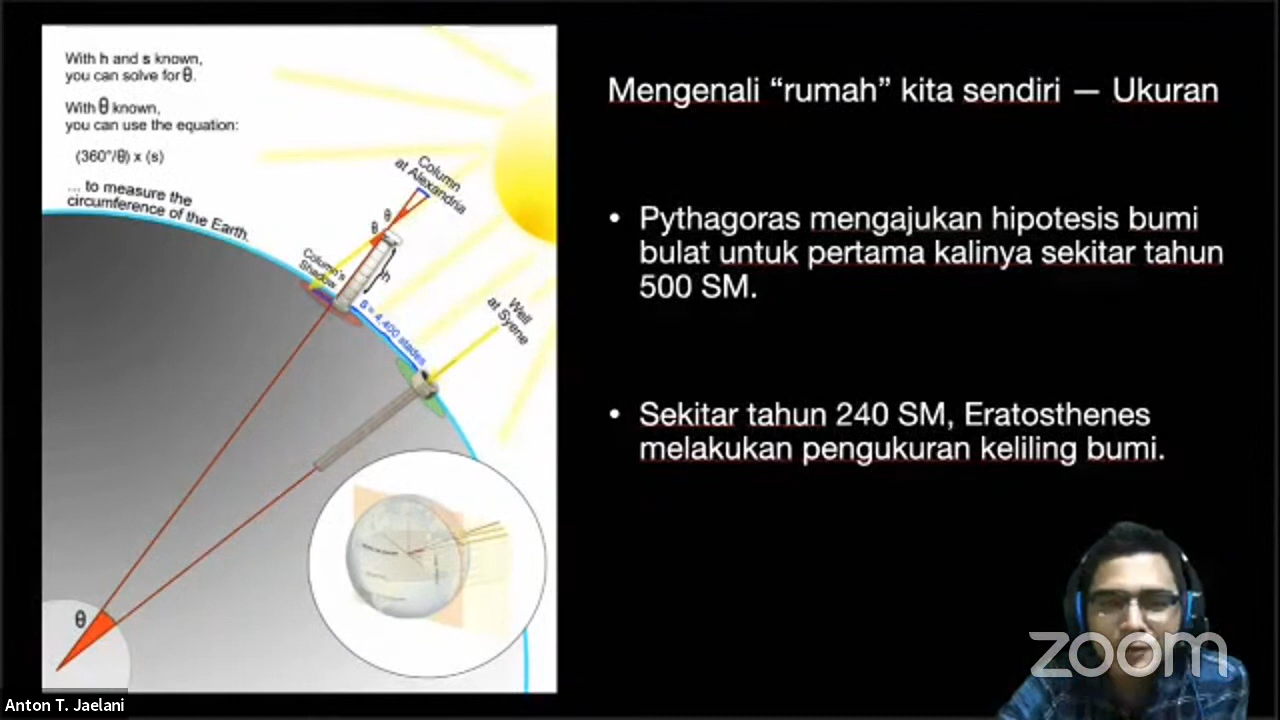 With h and s known,
you can solve for θ.
With θ known,
you can use the equation:
(360°/θ) x (s)
... to measure the
circumference of the Earth.
Column
at Alexandria
θ
θ
h
Column's
Shadow
S = 4,400 stades
Well
at Syene
θ
Mengenali “rumah” kita sendiri — Ukuran
• Pythagoras mengajukan hipotesis bumi
bulat untuk pertama kalinya sekitar tahun
500 SM.
• Sekitar tahun 240 SM, Eratosthenes
melakukan pengukuran keliling bumi.
zoom
Anton T. Jaelani